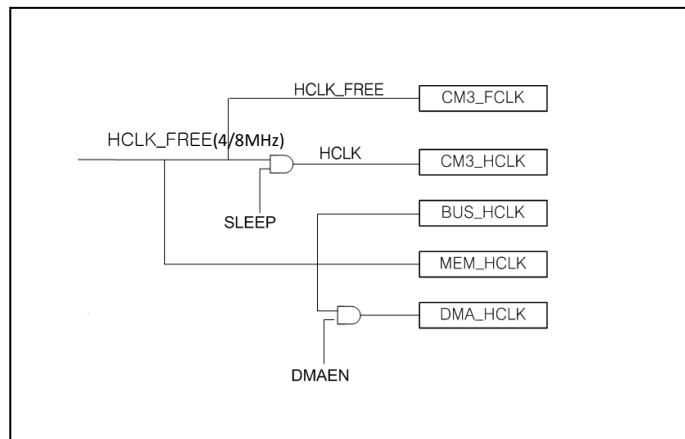 HCLK_FREE
CM3_FCLK
HCLK_FREE(4/8MHz)
HCLK
CM3_HCLK
SLEEP
BUS_HCLK
MEM_HCLK
DMA_HCLK
DMAEN